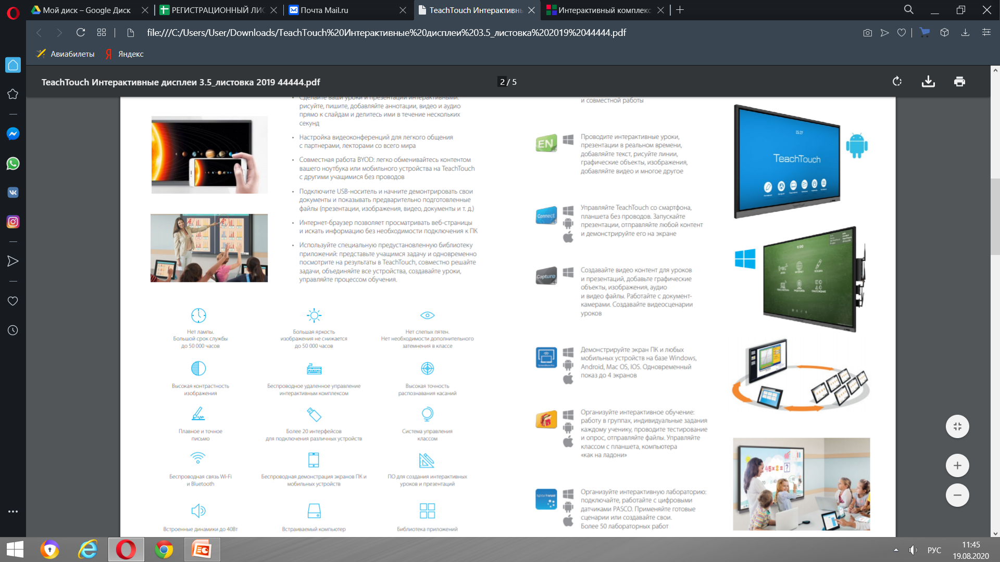 Мой диск – Google Диск
РЕГИСТРАЦИОННЫЙ ЛИС
Почта Mail.ru
TeachTouch Интерактивн
Интерактивный комплекс
file:///C:/Users/User/Downloads/TeachTouch%20Интерактивные%20дисплеи%203.5_листовка%202019%2044444.pdf
Авиабилеты
Яндекс
TeachTouch Интерактивные дисплеи 3.5_листовка 2019 44444.pdf
2 / 5
• Сделайте ваши уроки и презентации интерактивными:
рисуйте, пишите, добавляйте аннотации, видео и аудио
прямо к слайдам и делитесь ими в течение нескольких
секунд
• Настройка видеоконференций для легкого общения
с партнерами, лекторами со всего мира
• Совместная работа BYOD: легко обменивайтесь контентом
вашего ноутбука или мобильного устройства на TeachTouch
с другими учащимися без проводов
• Подключите USB-носитель и начните демонтрировать свои
документы и показывать предварительно подготовленные
файлы (презентации, изображения, видео, документы и т. д.)
• Интернет-браузер позволяет просматривать веб-страницы
и искать информацию без необходимости подключения к ПК
• Используйте специальную предустановленную библиотеку
приложений: представьте учащимся задачу и одновременно
посмотрите на результаты в TeachTouch, совместно решайте
задачи, объединяйте все устройства, создавайте уроки,
управляйте процессом обучения.
Нет лампы.
Большой срок службы
до 50 000 часов
Большая яркость
изображения не снижается
до 50 000 часов
Нет слепых пятен.
Нет необходимости дополнительного
затемнения в классе
Высокая контрастность
изображения
Беспроводное удаленное управление
интерактивным комплексом
Высокая точность
распознавания касаний
Плавное и точное
письмо
Более 20 интерфейсов
для подключения различных устройств
Система управления
классом
Беспроводная связь Wi-Fi
и Bluetooth
Беспроводная демонстрация экранов ПК и
мобильных устройств
ПО для создания интерактивных
уроков и презентаций
Встроенные динамики до 40Вт
Встраиваемый компьютер
Библиотека приложений
и совместной работы
EN
Проводите интерактивные уроки,
презентации в реальном времени,
добавляйте текст, рисуйте линии,
графические объекты, изображения,
добавляйте видео и многое другое
Connect
Управляйте TeachTouch со смартфона,
планшета без проводов. Запускайте
презентации, отправляйте любой контент
и демонстрируйте его на экране
Capture
Создавайте видео контент для уроков
и презентаций, добавьте графические
объекты, изображения, аудио
и видео файлы. Работайте с документ-
камерами. Создавайте видеосценарии
уроков
Демонстрируйте экран ПК и любых
мобильных устройств на базе Windows,
Android, Mac OS, IOS. Одновременный
показ до 4 экранов
Организуйте интерактивное обучение:
работу в группах, индивидуальные задания
каждому ученику, проводите тестирование
и опрос, отправляйте файлы. Управляйте
классом с планшета, компьютера
«как на ладони»
sparkvue
Организуйте интерактивную лабораторию:
подключайте, работайте с цифровыми
датчиками PASCO. Применяйте готовые
сценарии или создавайте свои.
Более 50 лабораторных работ
15:27
TeachTouch
11:00
45 x 2 = ?
РУС
11:45
19.08.2020